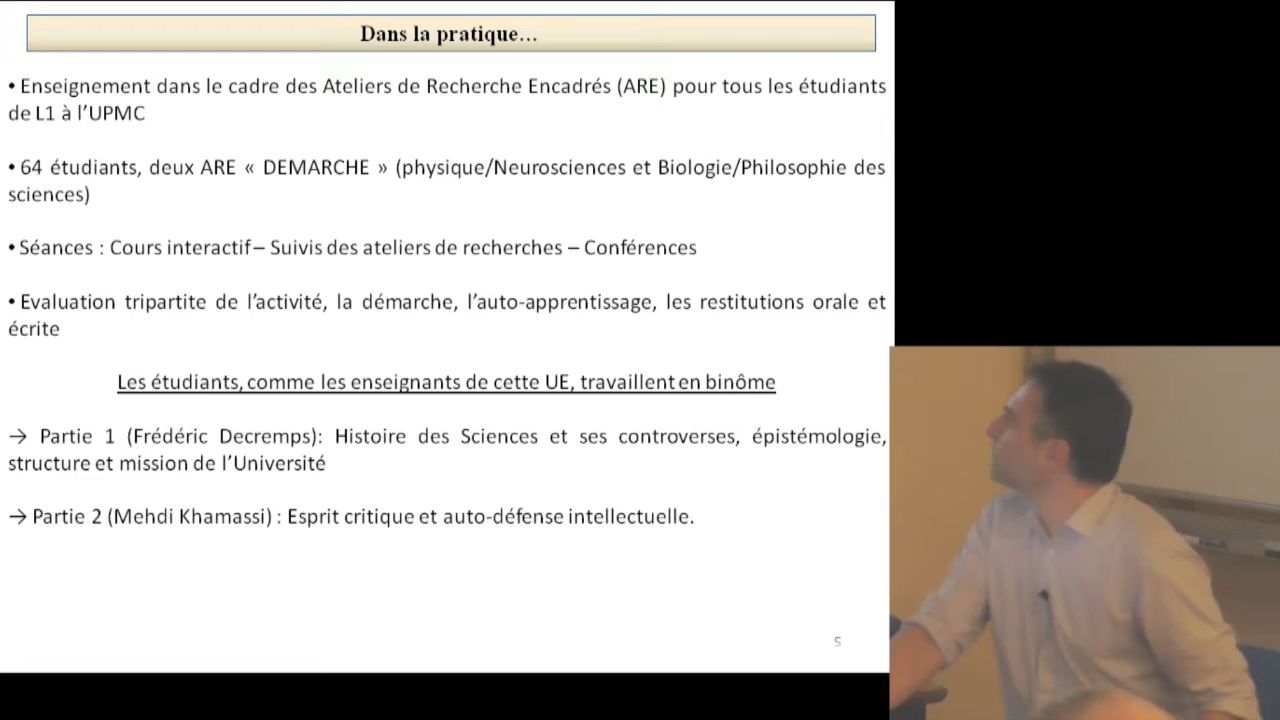 Dans la pratique…
• Enseignement dans le cadre des Ateliers de Recherche Encadrés (ARE) pour tous les étudiants
de L1 à l'UPMC
• 64 étudiants, deux ARE « DEMARCHE » (physique/Neurosciences et Biologie/Philosophie des
sciences)
• Séances : Cours interactif – Suivis des ateliers de recherches – Conférences
• Evaluation tripartite de l'activité, la démarche, l'auto-apprentissage, les restitutions orale et
écrite
Les étudiants, comme les enseignants de cette UE, travaillent en binôme
→ Partie 1 (Frédéric Decremps): Histoire des Sciences et ses controverses, épistémologie,
structure et mission de l'Université
→ Partie 2 (Mehdi Khamassi) : Esprit critique et auto-défense intellectuelle.
5